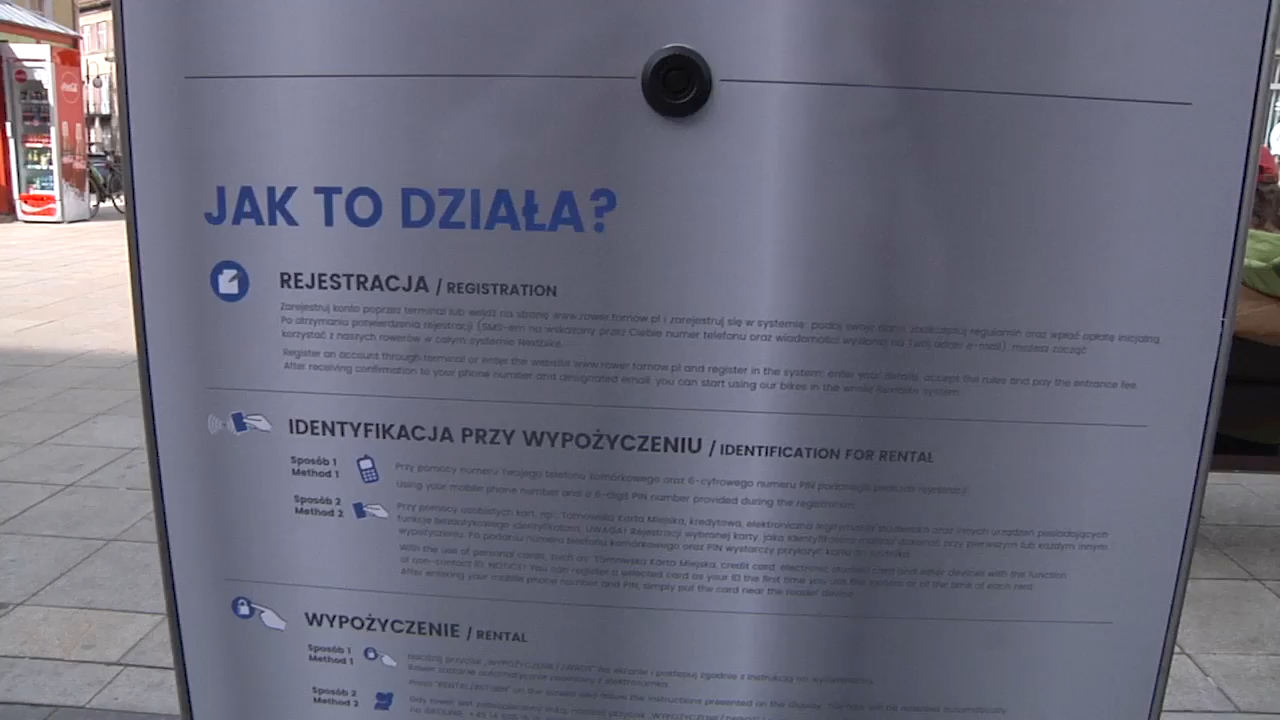 JAK TO DZIAŁA?
REJESTRACJA / REGISTRATION
Zarejestruj konto poprzez terminal lub wejdź na stronę www.rower.tarnow.pl i zarejestruj się w systemie: podaj swoje dane, zaakceptuj regulamin oraz wpłać opłatę inicjalną.
Po otrzymaniu potwierdzenia rejestracji (SMS-em na wskazany przez Ciebie numer telefonu oraz wiadomości wysłanej na Twój adres e-mail), możesz zacząć
korzystać z naszych rowerów w całym systemie Nextbike.
Register an account through terminal or enter the website www.rower.tarnow.pl and register in the system: enter your details, accept the rules and pay the entrance fee.
After receiving confirmation to your phone number and designated email, you can start using our bikes in the whole Nextbike system.
IDENTYFIKACJA PRZY WYPOŻYCZENIU / IDENTIFICATION FOR RENTAL
Sposób 1
Method 1
Przy pomocy numeru Twojego telefonu komórkowego oraz 6-cyfrowego numeru PIN podanego podczas rejestracji.
Using your mobile phone number and a 6-digit PIN number provided during the registration.
Sposób 2
Method 2
Przy pomocy osobistych kart, np.: Tarnowska Karta Miejska, kredytowa, elektroniczna legitymacja studencka oraz innych urządzeń posiadających
funkcję bezdotykowego identyfikatora. UWAGA! Rejestracji wybranej karty, jako identyfikatora możesz dokonać przy pierwszym lub każdym innym
wypożyczeniu. Po podaniu numeru telefonu komórkowego oraz PIN wystarczy przyłożyć kartę do czytnika.
With the use of personal cards, such as: Tarnowska Karta Miejska, credit card, electronic student card and other devices with the function
of non-contact ID. NOTICE! You can register a selected card as your ID the first time you use the system or at the time of each rent.
After entering your mobile phone number and PIN, simply put the card near the reader device.
WYPOŻYCZENIE / RENTAL
Sposób 1
Method 1
Naciśnij przycisk „WYPOŻYCZENIE / ZWROT" na ekranie i postępuj zgodnie z instrukcją na wyświetlaczu.
Rower zostanie automatycznie zwolniony z elektrozamka.
Press "RENTAL/RETURN" on the screen and follow the instructions presented on the display. The bike will be released automatically
Sposób 2
Method 2